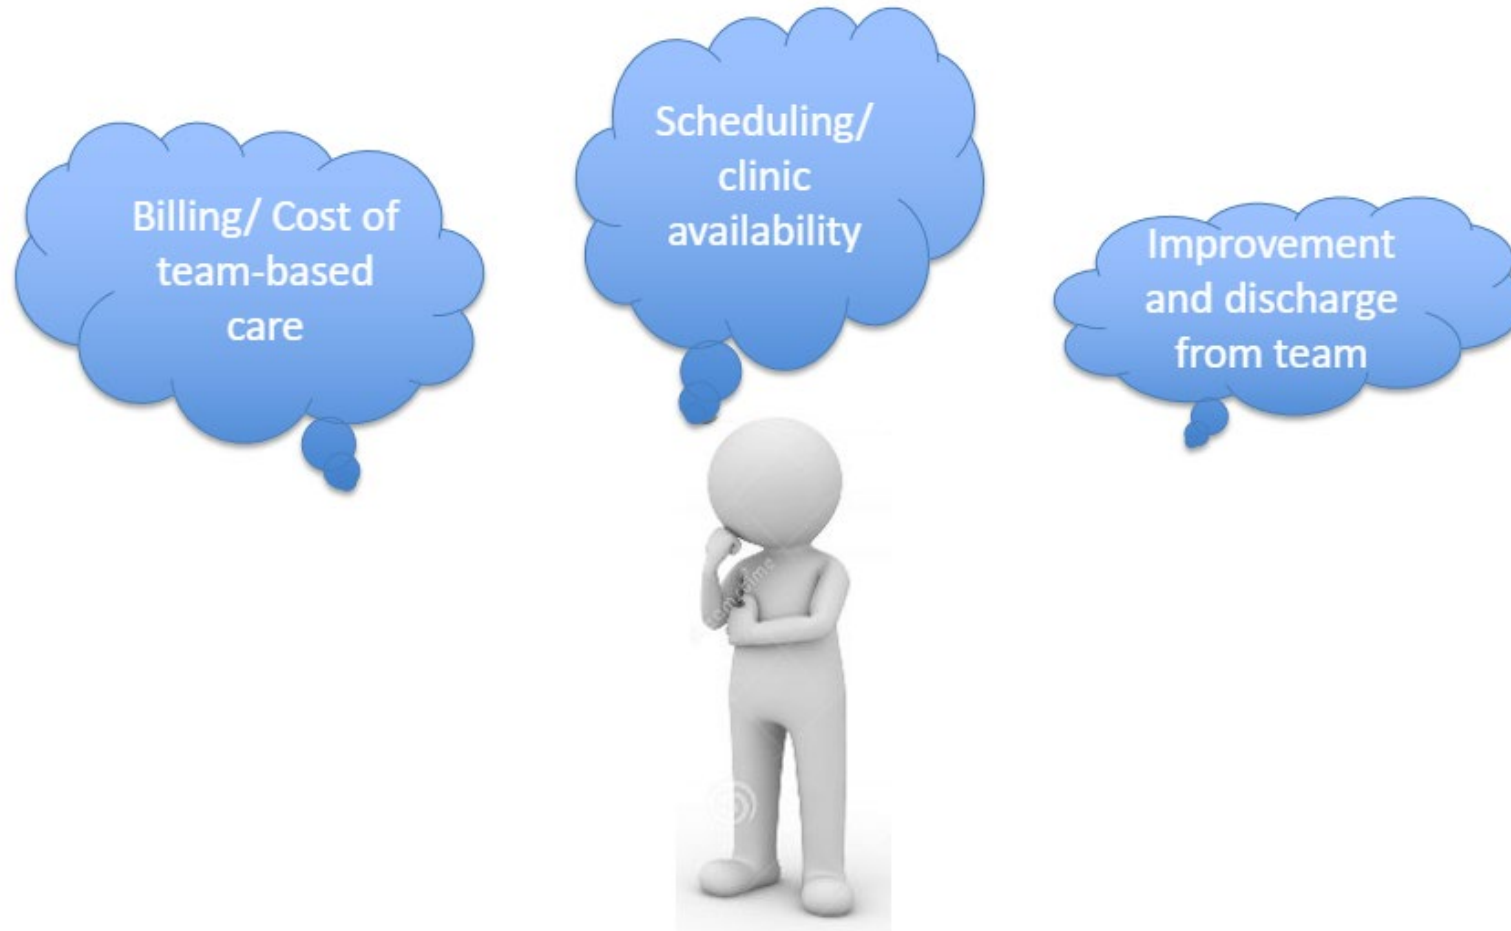 Billing/ Cost of
team-based
care
Scheduling/
clinic
availability
Improvement
and discharge
from team